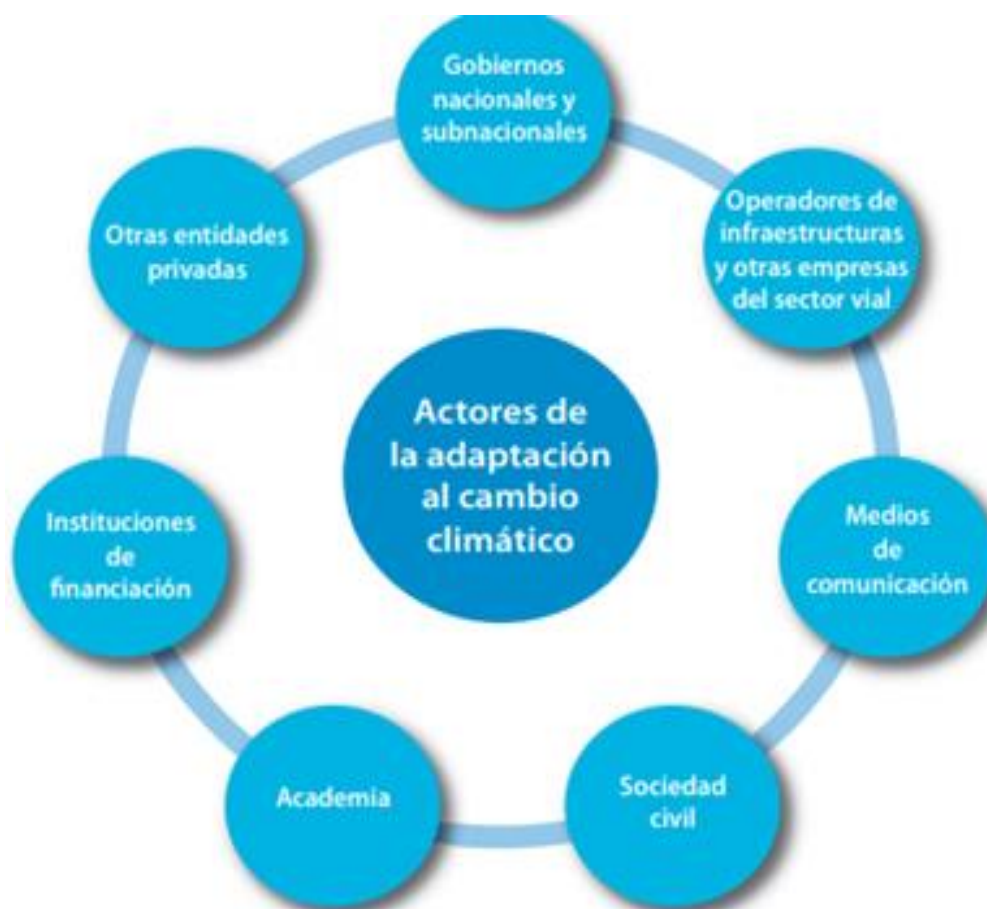 Gobiernos
nacionales y
subnacionales
Operadores de
infraestructuras
y otras empresas
del sector vial
Otras entidades
privadas
Actores de
la adaptación
al cambio
climático
Instituciones
de
financiación
Medios
de
comunicación
Academia
Sociedad
civil